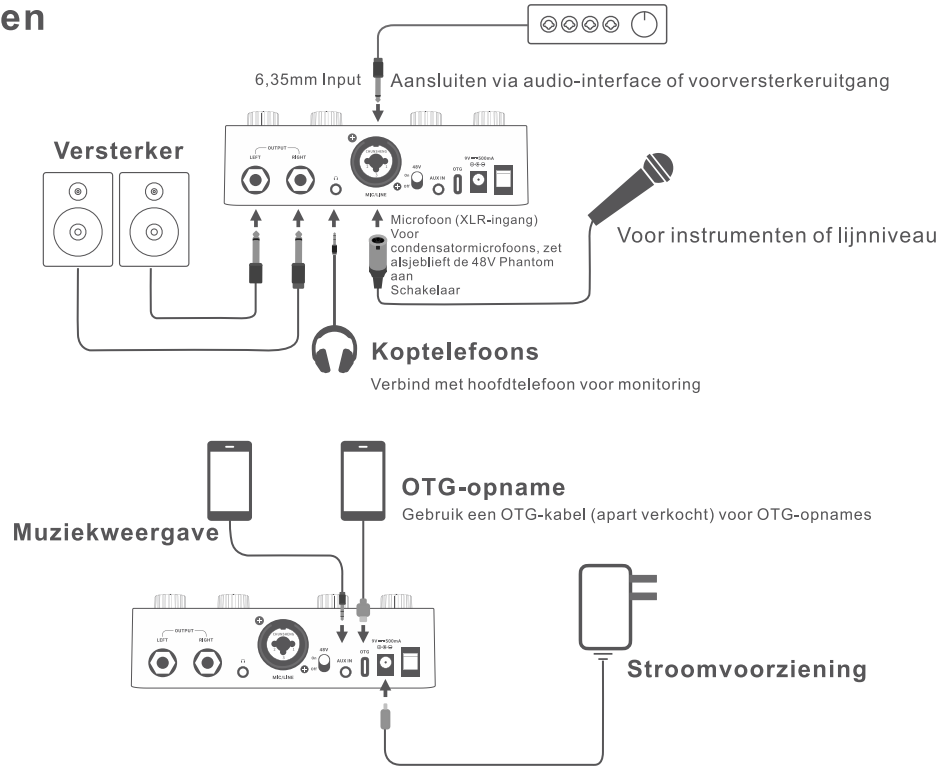 en
6,35mm Input
Aansluiten via audio-interface of voorversterkeruitgang
Versterker
OUTPUT
LEFT
RIGHT
MIC/LINE
48V
On
Off
AUX IN
OTG
9V 500mA
Microfoon (XLR-ingang)
Voor
condensatormicrofoons, zet
alsjeblieft de 48V Phantom
aan
Schakelaar
Voor instrumenten of lijnniveau
Koptelefoons
Verbind met hoofdtelefoon voor monitoring
OTG-opname
Gebruik een OTG-kabel (apart verkocht) voor OTG-opnames
Muziekweergave
OUTPUT
LEFT
RIGHT
MIC/LINE
48V
On
Off
AUX IN
OTG
9V 500mA
Stroomvoorziening